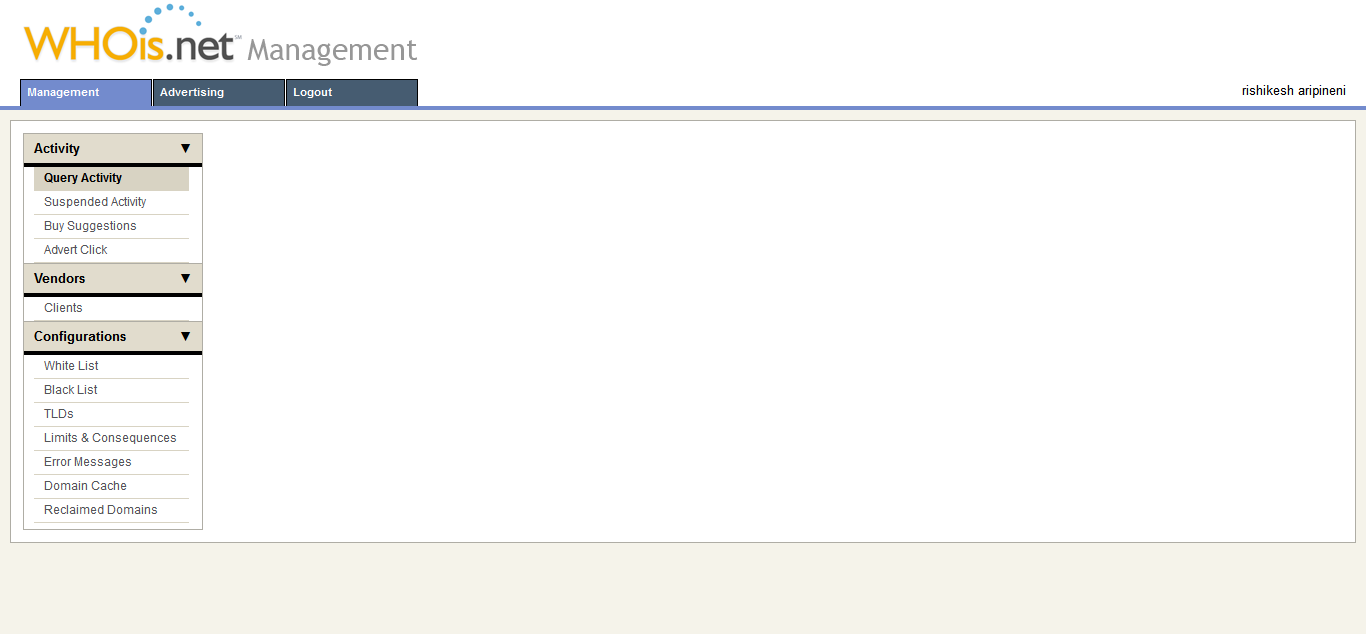 WHOis.net℠ Management
Management Advertising Logout
rishikesh aripineni
Activity ▼
Query Activity
Suspended Activity
Buy Suggestions
Advert Click
Vendors ▼
Clients
Configurations ▼
White List
Black List
TLDs
Limits & Consequences
Error Messages
Domain Cache
Reclaimed Domains